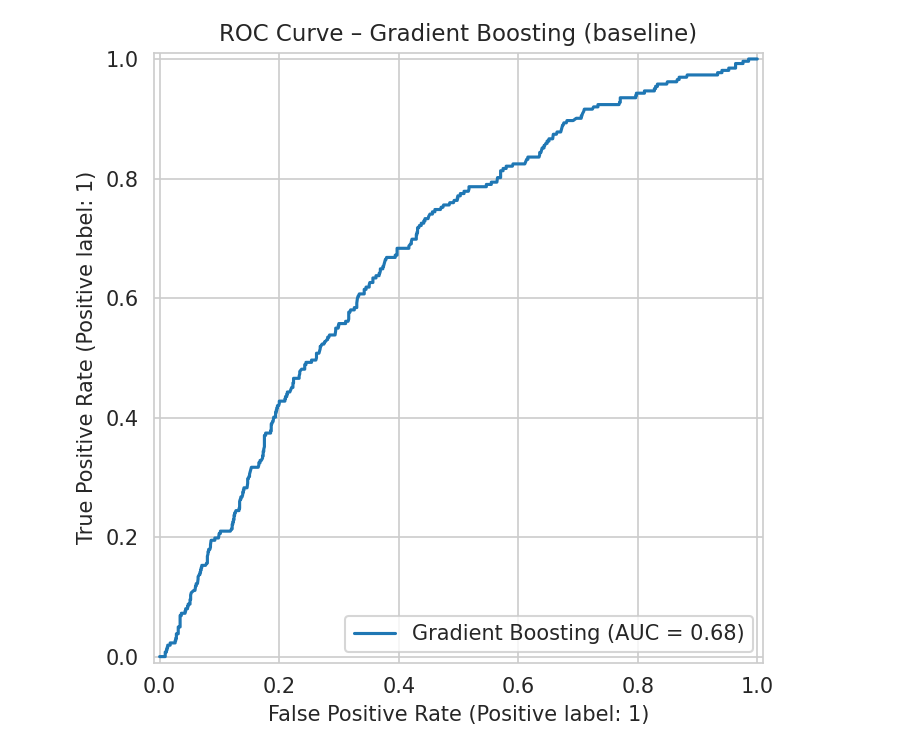 ROC Curve – Gradient Boosting (baseline)
True Positive Rate (Positive label: 1)
1.0
0.8
0.6
0.4
0.2
0.0
Gradient Boosting (AUC = 0.68)
0.0 0.2 0.4 0.6 0.8 1.0
False Positive Rate (Positive label: 1)